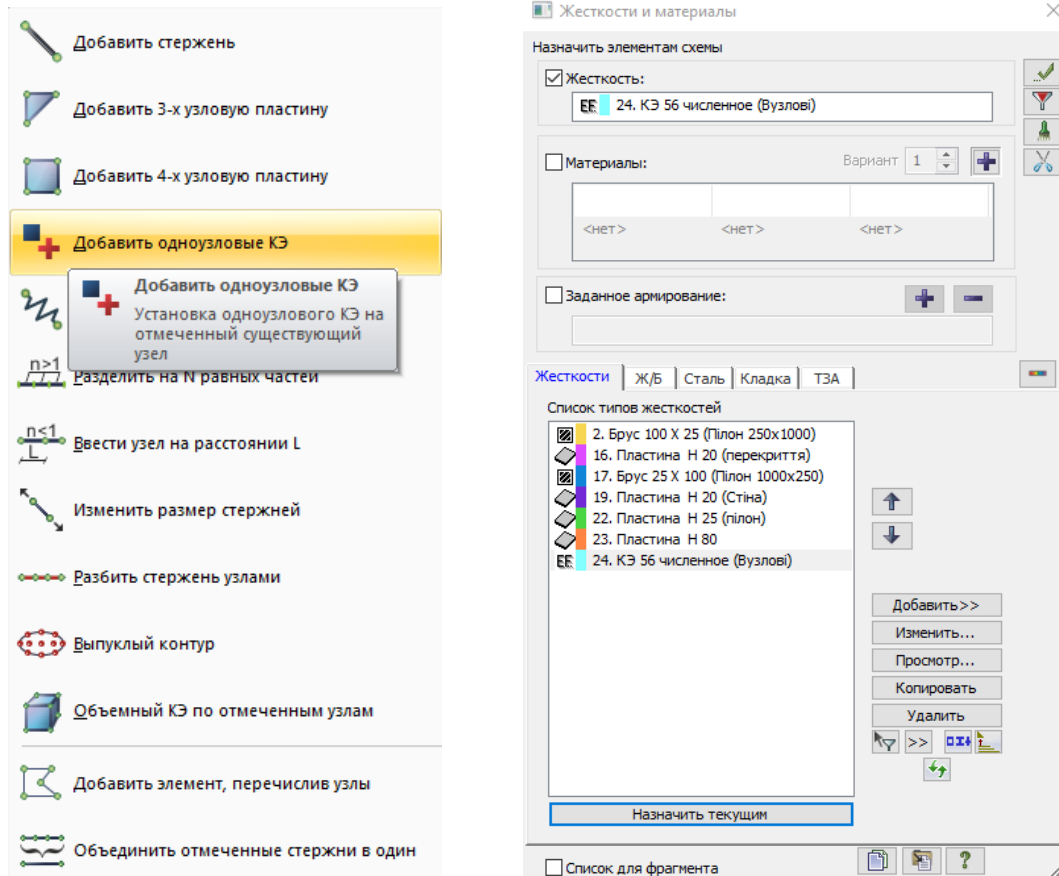 Добавить стержень
Добавить 3-х узловую пластину
Добавить 4-х узловую пластину
Добавить одноузловые КЭ
Добавить одноузловые КЭ
Установка одноузлового КЭ на
отмеченный существующий
узел
n>1
Разделить на N равных частей
n<1
L
Ввести узел на расстоянии L
Изменить размер стержней
Разбить стержень узлами
Выпуклый контур
Объемный КЭ по отмеченным узлам
Добавить элемент, перечислив узлы
Объединить отмеченные стержни в один
Жесткости и материалы
Назначить элементам схемы
Жесткость:
EF 24. КЭ 56 численное (Вузлові)
Материалы:
Вариант 1
<нет> <нет> <нет>
Заданное армирование:
Жесткости Ж/Б Сталь Кладка ТЗА
Список типов жесткостей
2. Брус 100 X 25 (Пілон 250x1000)
16. Пластина H 20 (перекриття)
17. Брус 25 X 100 (Пілон 1000x250)
19. Пластина H 20 (Стіна)
22. Пластина H 25 (пілон)
23. Пластина H 80
EF 24. КЭ 56 численное (Вузлові)
Добавить>>
Изменить...
Просмотр...
Копировать
Удалить
>>
Назначить текущим
Список для фрагмента
?